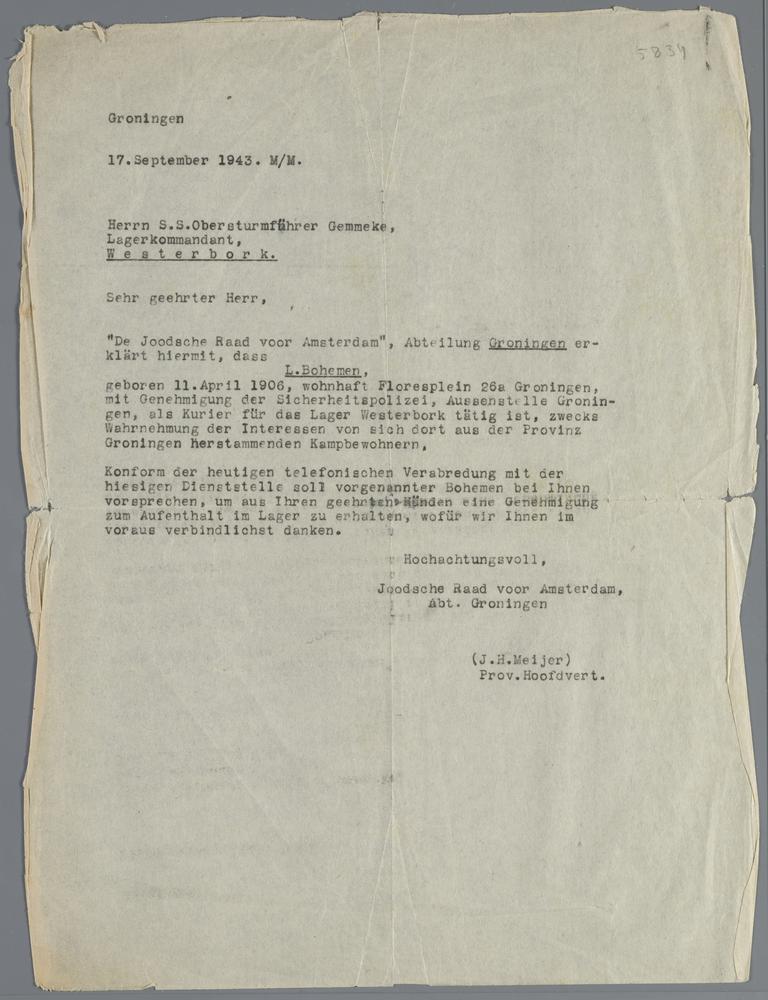 5834
Groningen
17.September 1943. M/M.
Herrn S.S.Obersturmführer Gemmeke,
Lagerkommandant,
W e s t e r b o r k.
Sehr geehrter Herr,
"De Joodsche Raad voor Amsterdam", Abteilung Groningen er-
klärt hiermit, dass
L.Bohemen,
geboren 11.April 1906, wohnhaft Floresplein 26a Groningen,
mit Genehmigung der Sicherheitspolizei, Aussenstelle Gronin-
gen, als Kurier für das Lager Westerbork tätig ist, zwecks
Wahrnehmung der Interessen von sich dort aus der Provinz
Groningen herstammenden Kampbewohnern,
Konform der heutigen telefonischen Verabredung mit der
hiesigen Dienststelle soll vorgenannter Bohemen bei Ihnen
vorsprechen, um aus Ihren geehrten Händen eine Genehmigung
zum Aufenthalt im Lager zu erhalten, wofür wir Ihnen im
voraus verbindlichst danken.
Hochachtungsvoll,
Joodsche Raad voor Amsterdam,
Abt. Groningen
(J.H.Meijer)
Prov.Hoofdvert.